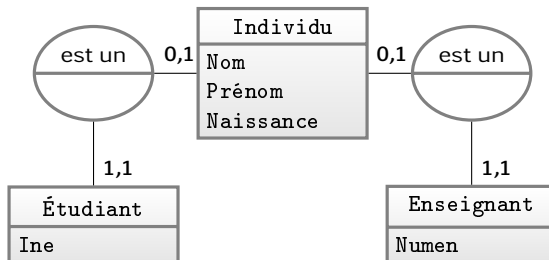 Individu
est un
0,1
0,1
est un
Nom
Prénom
Naissance
1,1
1,1
Étudiant
Enseignant
Ine
Numen